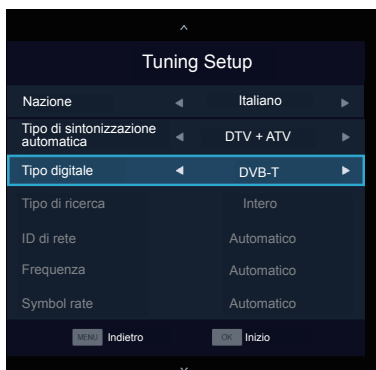 Tuning Setup
Nazione Italiano
Tipo di sintonizzazione
automatica DTV + ATV
Tipo digitale DVB-T
Tipo di ricerca Intero
ID di rete Automatico
Frequenza Automatico
Symbol rate Automatico
MENU Indietro OK Inizio